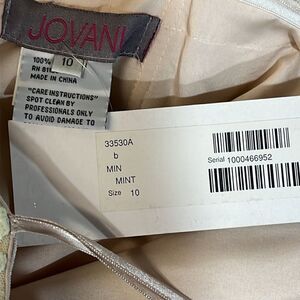 JOVANI
100%
10
RN 81
MADE IN CHINA
"CARE INSTRUCTIONS"
SPOT CLEAN BY
PROFESSIONALS ONLY
TO AVOID DAMAGE TO
33530A
b
MIN
MINT
Size 10
Serial 1000466952